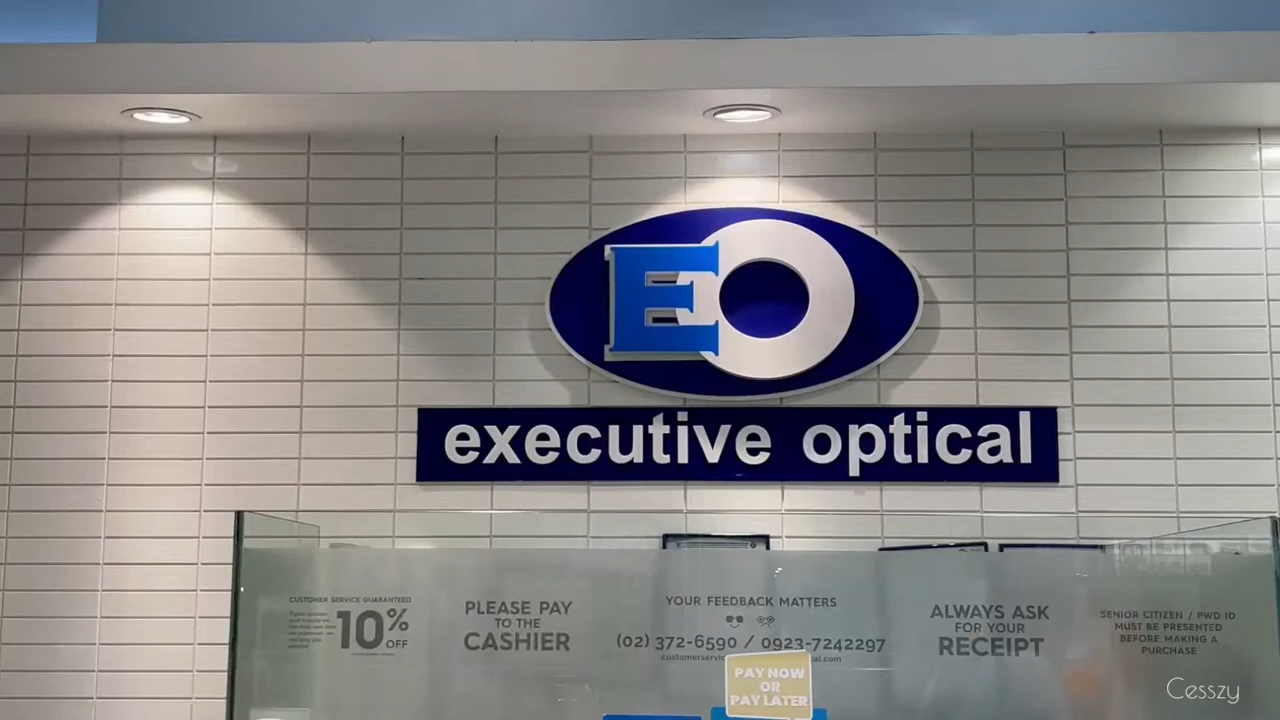 EO
executive optical
CUSTOMER SERVICE GUARANTEED
10% OFF
PLEASE PAY
TO THE
CASHIER
YOUR FEEDBACK MATTERS
(02) 372-6590 / 0923-7242297
ALWAYS ASK
FOR YOUR
RECEIPT
SENIOR CITIZEN / PWD ID
MUST BE PRESENTED
BEFORE MAKING A
PURCHASE
PAY NOW
OR
PAY LATER
Cesszy